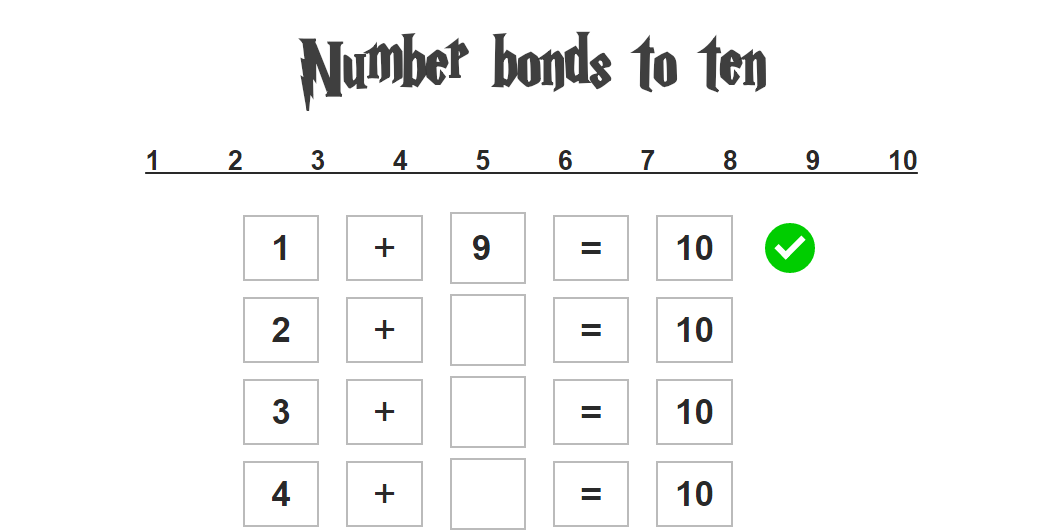 Number bonds to ten
1 2 3 4 5 6 7 8 9 10
1 + 9 = 10
2 + = 10
3 + = 10
4 + = 10